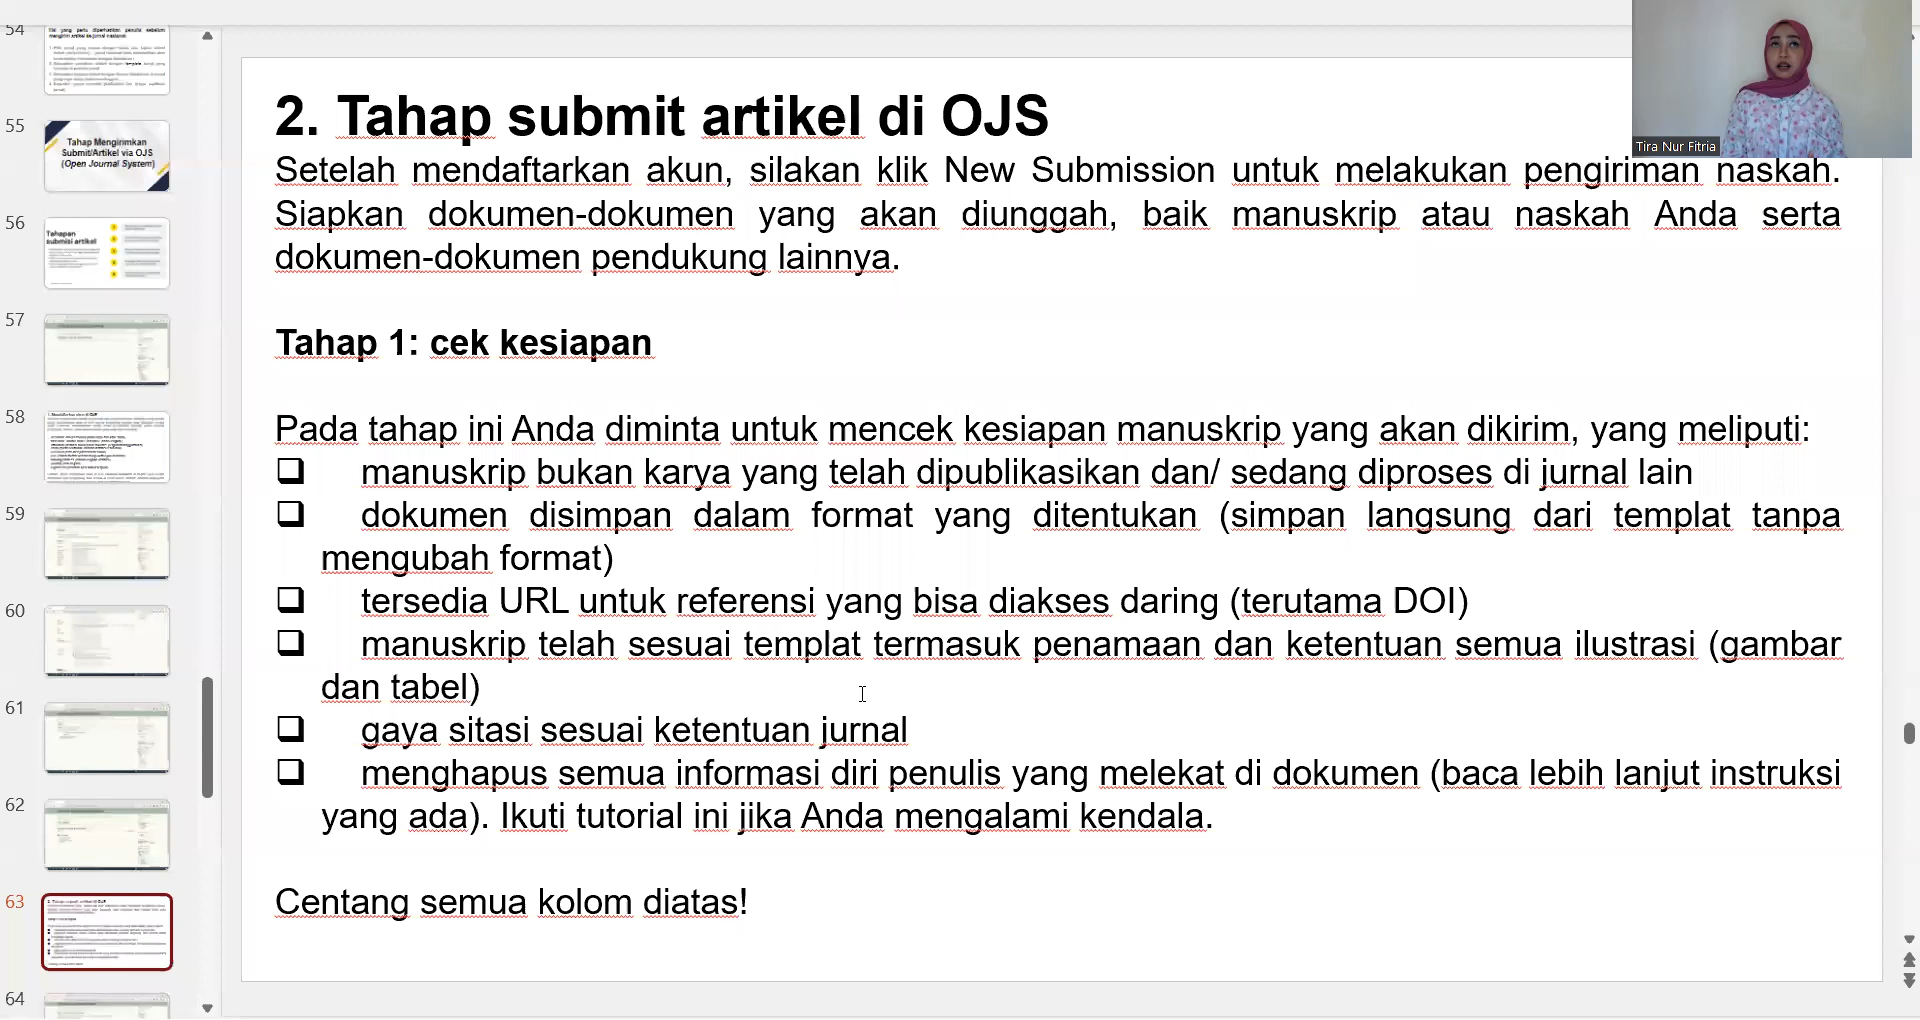 54
55
Tahap Mengirimkan
Submit/Artikel via OJS
(Open Journal System)
56
Tahapan
submisi artikel
57
58
59
60
61
62
63
64
2. Tahap submit artikel di OJS
Setelah mendaftarkan akun, silakan klik New Submission untuk melakukan pengiriman naskah.
Siapkan dokumen-dokumen yang akan diunggah, baik manuskrip atau naskah Anda serta
dokumen-dokumen pendukung lainnya.
Tahap 1: cek kesiapan
Pada tahap ini Anda diminta untuk mencek kesiapan manuskrip yang akan dikirim, yang meliputi:
❑ manuskrip bukan karya yang telah dipublikasikan dan/ sedang diproses di jurnal lain
❑ dokumen disimpan dalam format yang ditentukan (simpan langsung dari templat tanpa
mengubah format)
❑ tersedia URL untuk referensi yang bisa diakses daring (terutama DOI)
❑ manuskrip telah sesuai templat termasuk penamaan dan ketentuan semua ilustrasi (gambar
dan tabel)
❑ gaya sitasi sesuai ketentuan jurnal
❑ menghapus semua informasi diri penulis yang melekat di dokumen (baca lebih lanjut instruksi
yang ada). Ikuti tutorial ini jika Anda mengalami kendala.
Centang semua kolom diatas!
Tira Nur Fitria